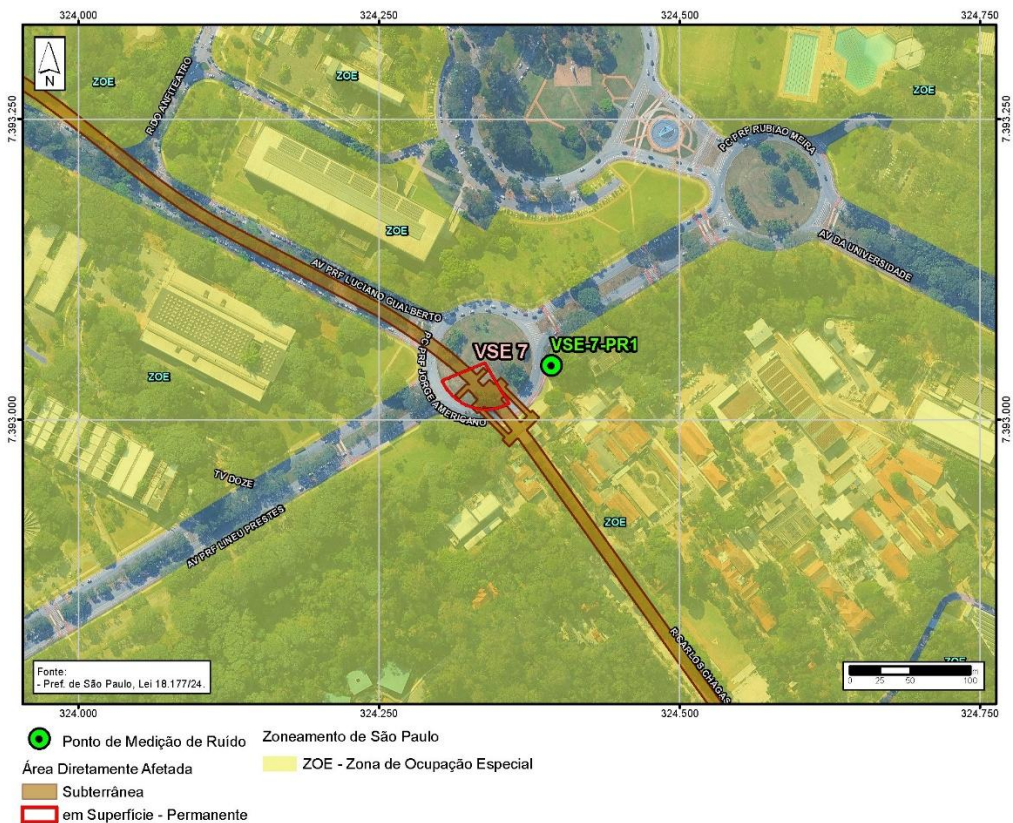 324.000
324.250
324.500
324.750
N
ZOE
R DO ANFITEATRO
ZOE
ZOE
7.393.250
7.393.250
PC PRF RUBIAO MEIRA
ZOE
AV DA UNIVERSIDADE
AV PRF LUCIANO GUALBERTO
VSE 7
VSE-7-PR1
PC PRF JORGE AMERICANO
ZOE
7.393.000
7.393.000
TV DOZE
AV PRF LINEU PRESTES
ZOE
R CARLOS CHAGAS
ZOE
Fonte:
- Pref. de São Paulo, Lei 18.177/24.
m
0 25 50 100
324.000
324.250
324.500
324.750
Ponto de Medição de Ruído
Zoneamento de São Paulo
ZOE - Zona de Ocupação Especial
Área Diretamente Afetada
Subterrânea
em Superfície - Permanente